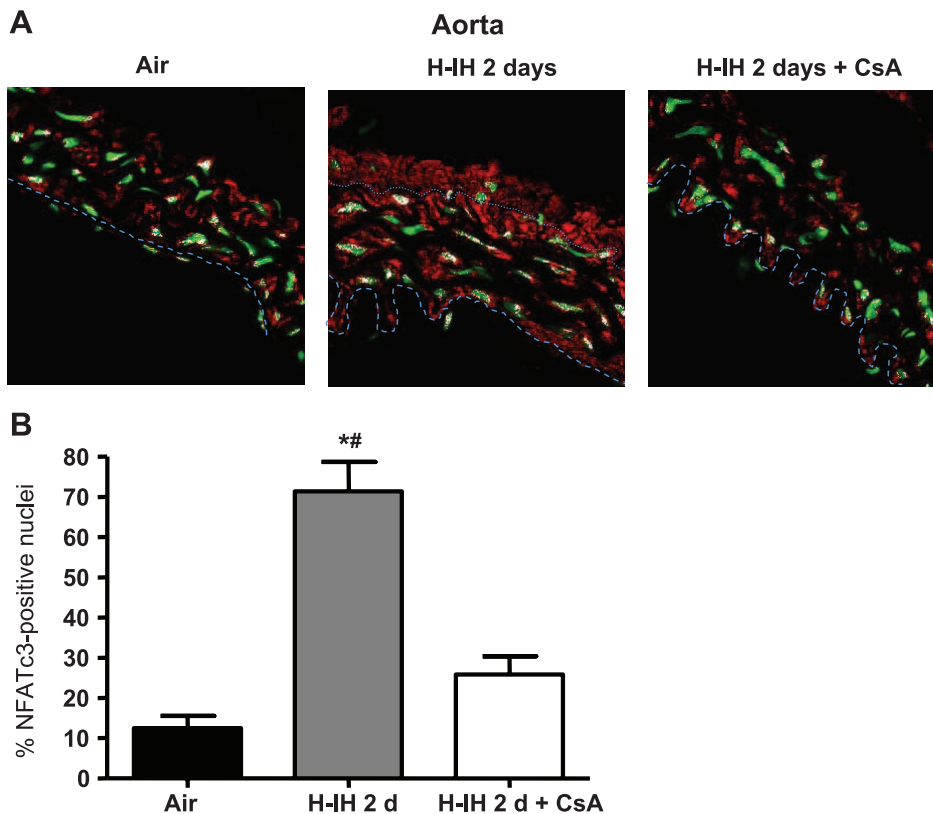 A
Aorta
Air
H-IH 2 days
H-IH 2 days + CsA
B
% NFATc3-positive nuclei
*#
80
70
60
50
40
30
20
10
0
Air
H-IH 2 d
H-IH 2 d + CsA